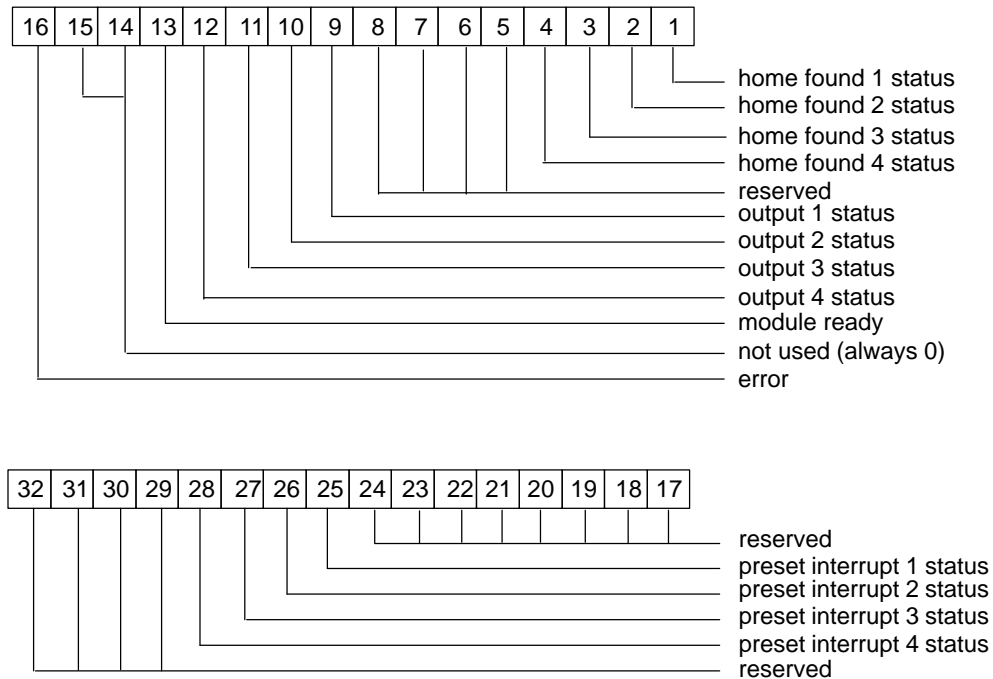 16 15 14 13 12 11 10 9 8 7 6 5 4 3 2 1
home found 1 status
home found 2 status
home found 3 status
home found 4 status
reserved
output 1 status
output 2 status
output 3 status
output 4 status
module ready
not used (always 0)
error
32 31 30 29 28 27 26 25 24 23 22 21 20 19 18 17
reserved
preset interrupt 1 status
preset interrupt 2 status
preset interrupt 3 status
preset interrupt 4 status
reserved